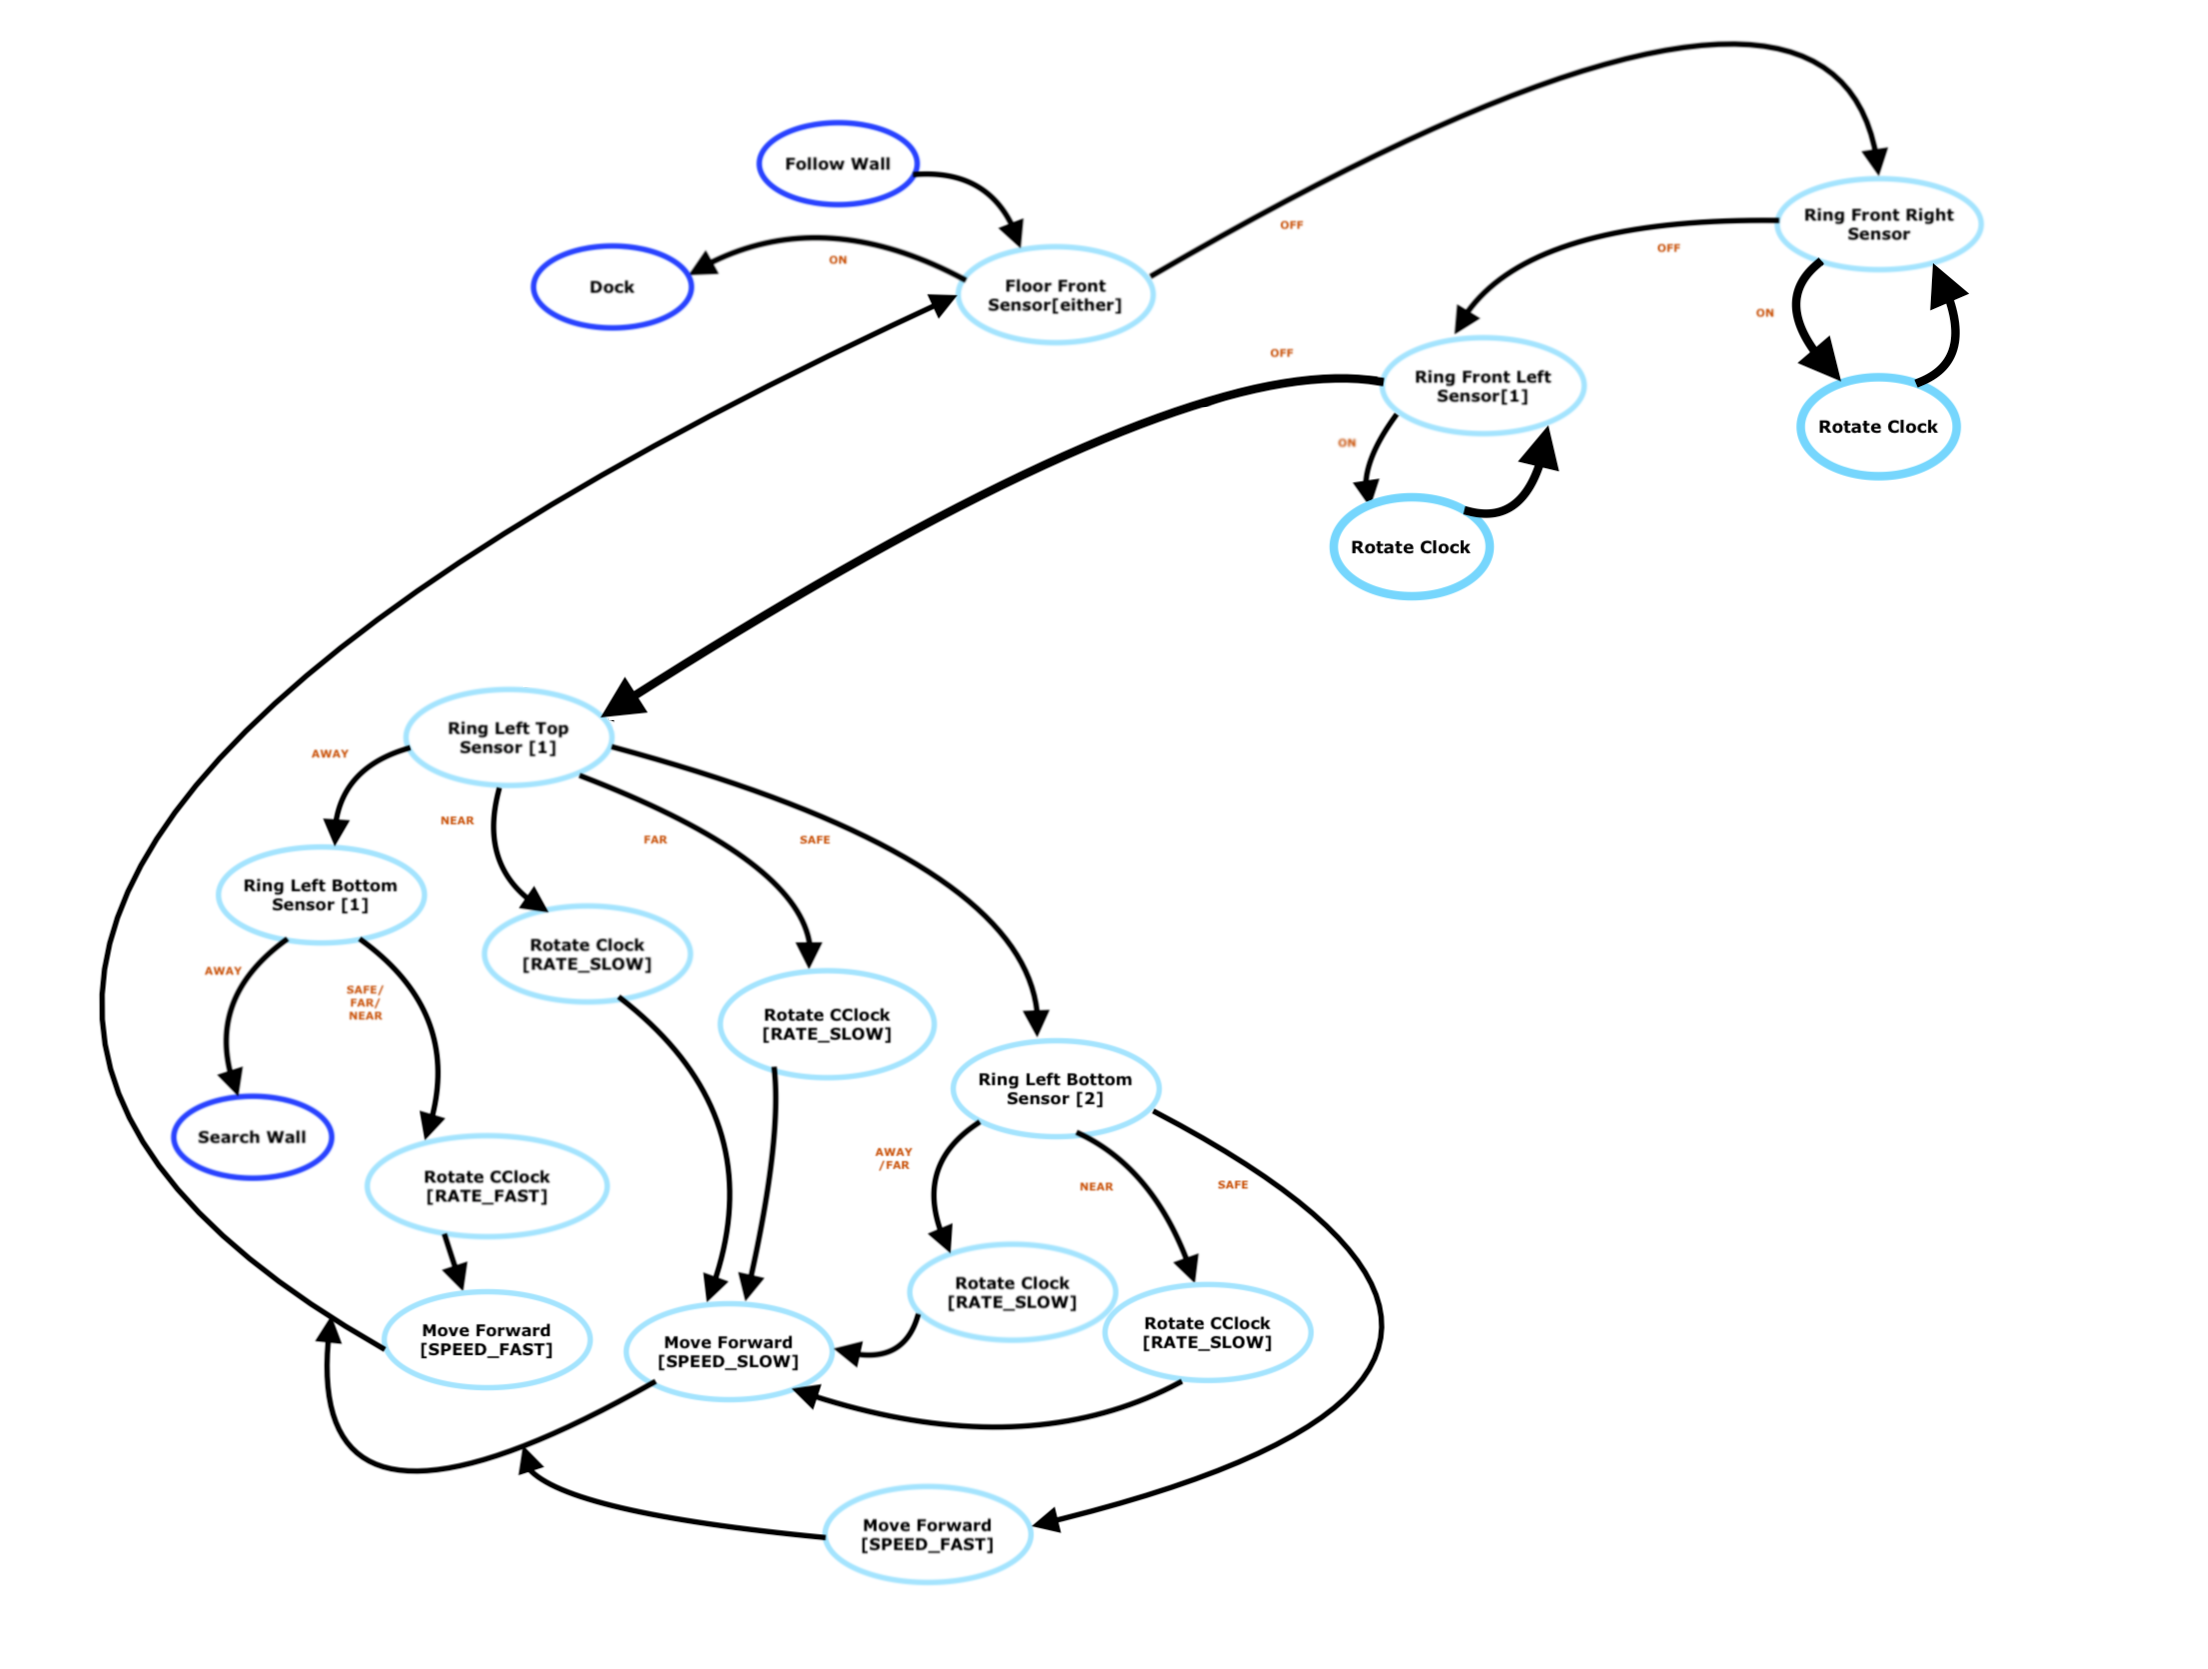 Follow Wall
OFF
Ring Front Right
Sensor
OFF
ON
Dock
Floor Front
Sensor[either]
ON
OFF
Ring Front Left
Sensor[1]
Rotate Clock
ON
Rotate Clock
Ring Left Top
Sensor [1]
AWAY
NEAR
FAR
SAFE
Ring Left Bottom
Sensor [1]
Rotate Clock
[RATE_SLOW]
AWAY
SAFE/
FAR/
NEAR
Rotate CClock
[RATE_SLOW]
Ring Left Bottom
Sensor [2]
Search Wall
AWAY
/FAR
NEAR
SAFE
Rotate CClock
[RATE_FAST]
Rotate Clock
[RATE_SLOW]
Rotate CClock
[RATE_SLOW]
Move Forward
[SPEED_FAST]
Move Forward
[SPEED_SLOW]
Move Forward
[SPEED_FAST]